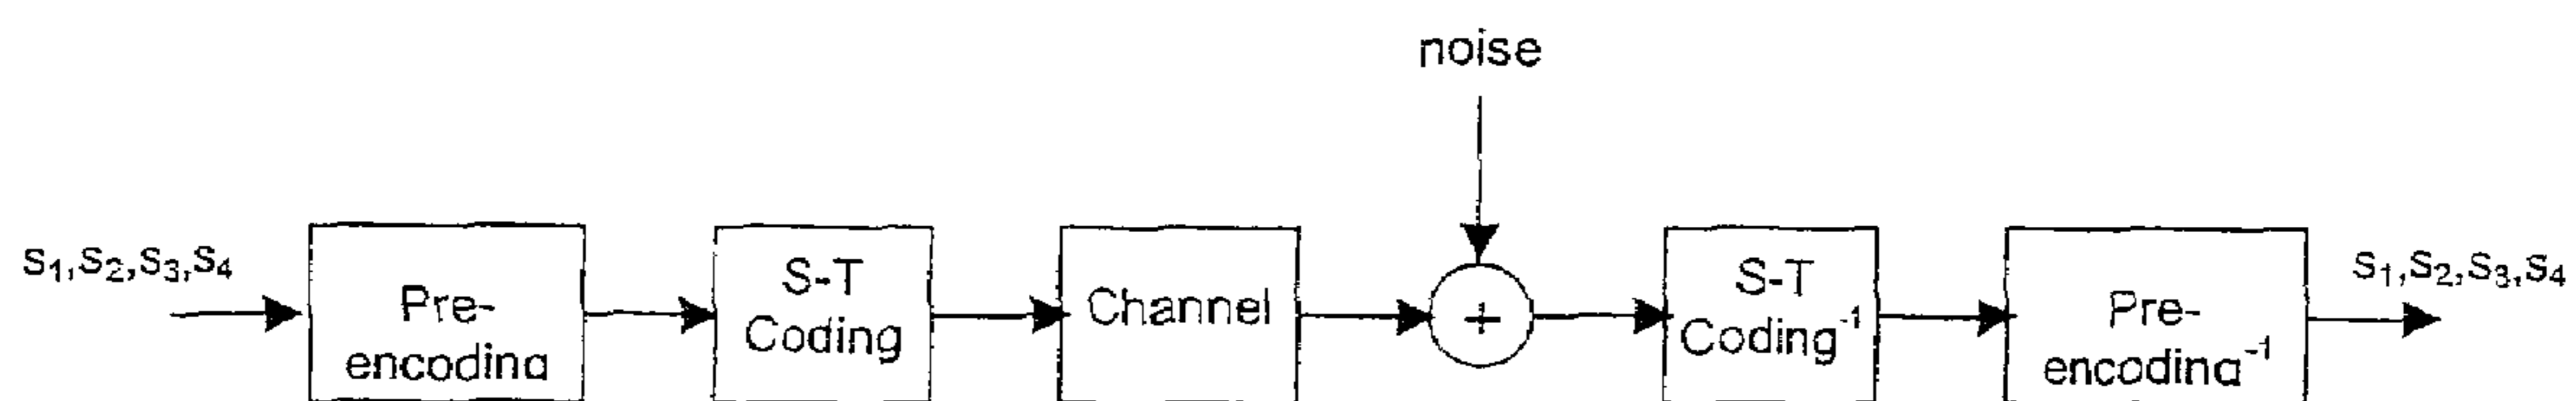 noise
s₁,s₂,s₃,s₄
Pre-
encoding
S-T
Coding
Channel
+
S-T
Coding⁻¹
Pre-
encoding⁻¹
s₁,s₂,s₃,s₄